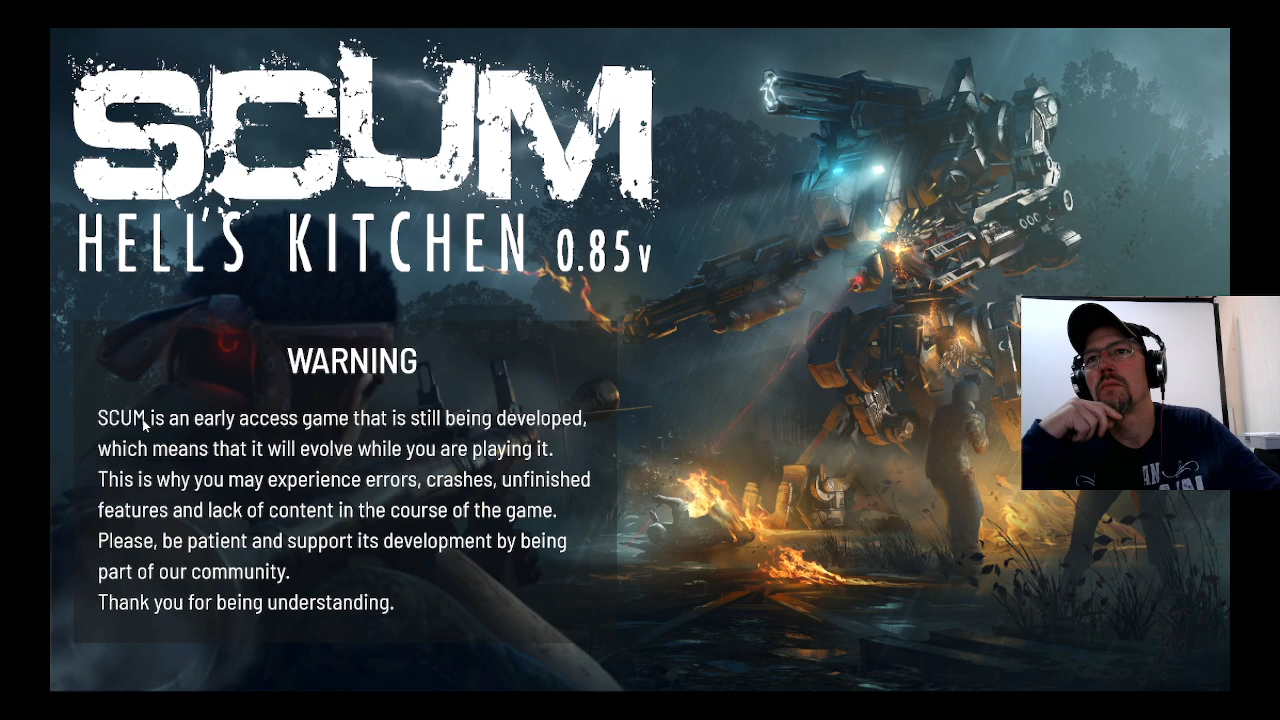 SCUM
HELL'S KITCHEN 0.85v
WARNING
SCUM is an early access game that is still being developed,
which means that it will evolve while you are playing it.
This is why you may experience errors, crashes, unfinished
features and lack of content in the course of the game.
Please, be patient and support its development by being
part of our community.
Thank you for being understanding.
AN